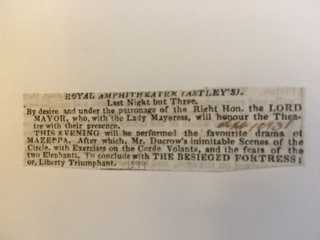 ROYAL AMPHITHEATER (ASTLEY'S).
Last Night but Three.
By desire and under the patronage of the Right Hon. the LORD
MAYOR, who, with the Lady Mayoress, will honour the Thea-
tre with their presence.
THIS EVENING will be performed the favourite drama of
MAZEPPA. After which, Mr. Ducrow's inimitable Scenes of the
Circle, with Exercises on the Corde Volante, and the feats of the
two Elephants. To conclude with THE BESIEGED FORTRESS;
or, Liberty Triumphant.